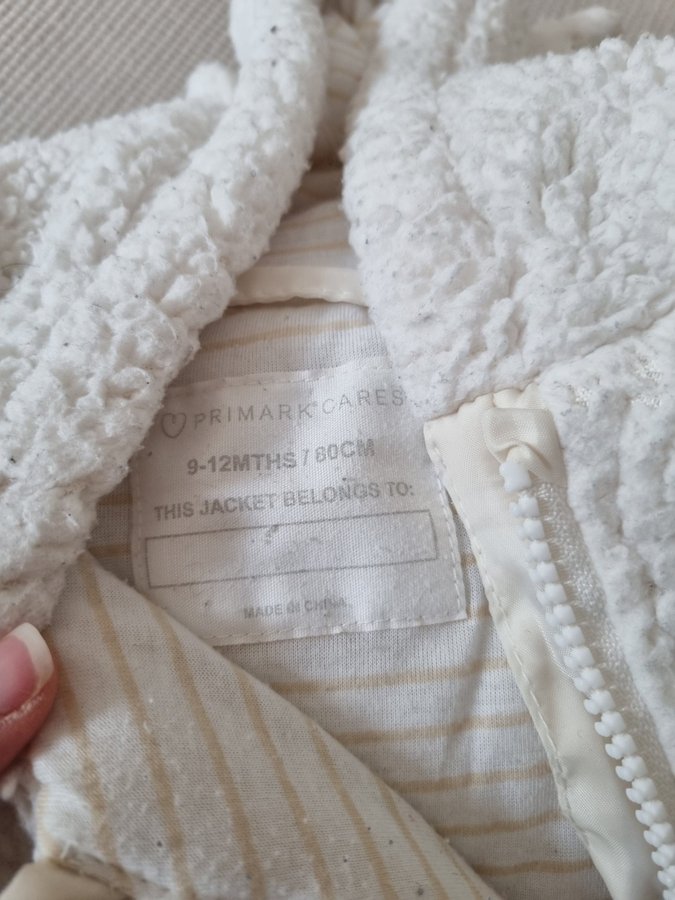 PRIMARK CARES
9-12MTHS / 80CM
THIS JACKET BELONGS TO:
MADE IN CHINA